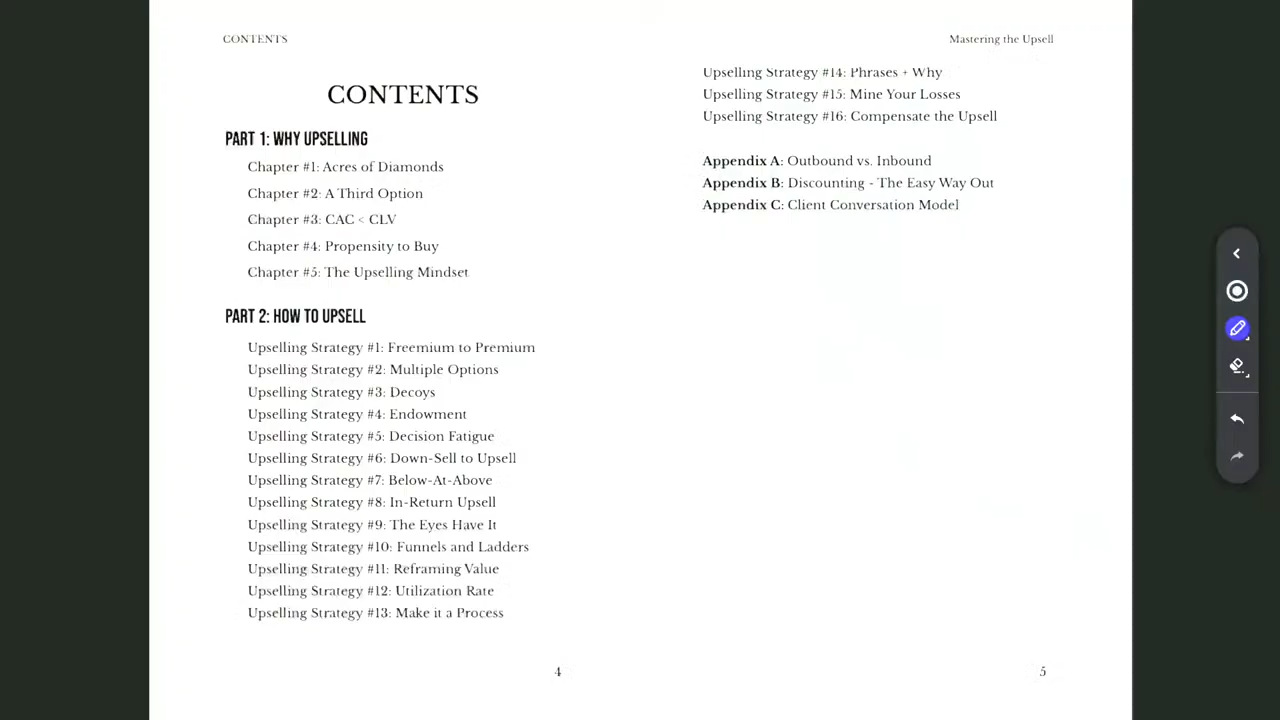 CONTENTS
CONTENTS
PART 1: WHY UPSELLING
Chapter #1: Acres of Diamonds
Chapter #2: A Third Option
Chapter #3: CAC < CLV
Chapter #4: Propensity to Buy
Chapter #5: The Upselling Mindset
PART 2: HOW TO UPSELL
Upselling Strategy #1: Freemium to Premium
Upselling Strategy #2: Multiple Options
Upselling Strategy #3: Decoys
Upselling Strategy #4: Endowment
Upselling Strategy #5: Decision Fatigue
Upselling Strategy #6: Down-Sell to Upsell
Upselling Strategy #7: Below-At-Above
Upselling Strategy #8: In-Return Upsell
Upselling Strategy #9: The Eyes Have It
Upselling Strategy #10: Funnels and Ladders
Upselling Strategy #11: Reframing Value
Upselling Strategy #12: Utilization Rate
Upselling Strategy #13: Make it a Process
4
Mastering the Upsell
Upselling Strategy #14: Phrases + Why
Upselling Strategy #15: Mine Your Losses
Upselling Strategy #16: Compensate the Upsell
Appendix A: Outbound vs. Inbound
Appendix B: Discounting - The Easy Way Out
Appendix C: Client Conversation Model
5